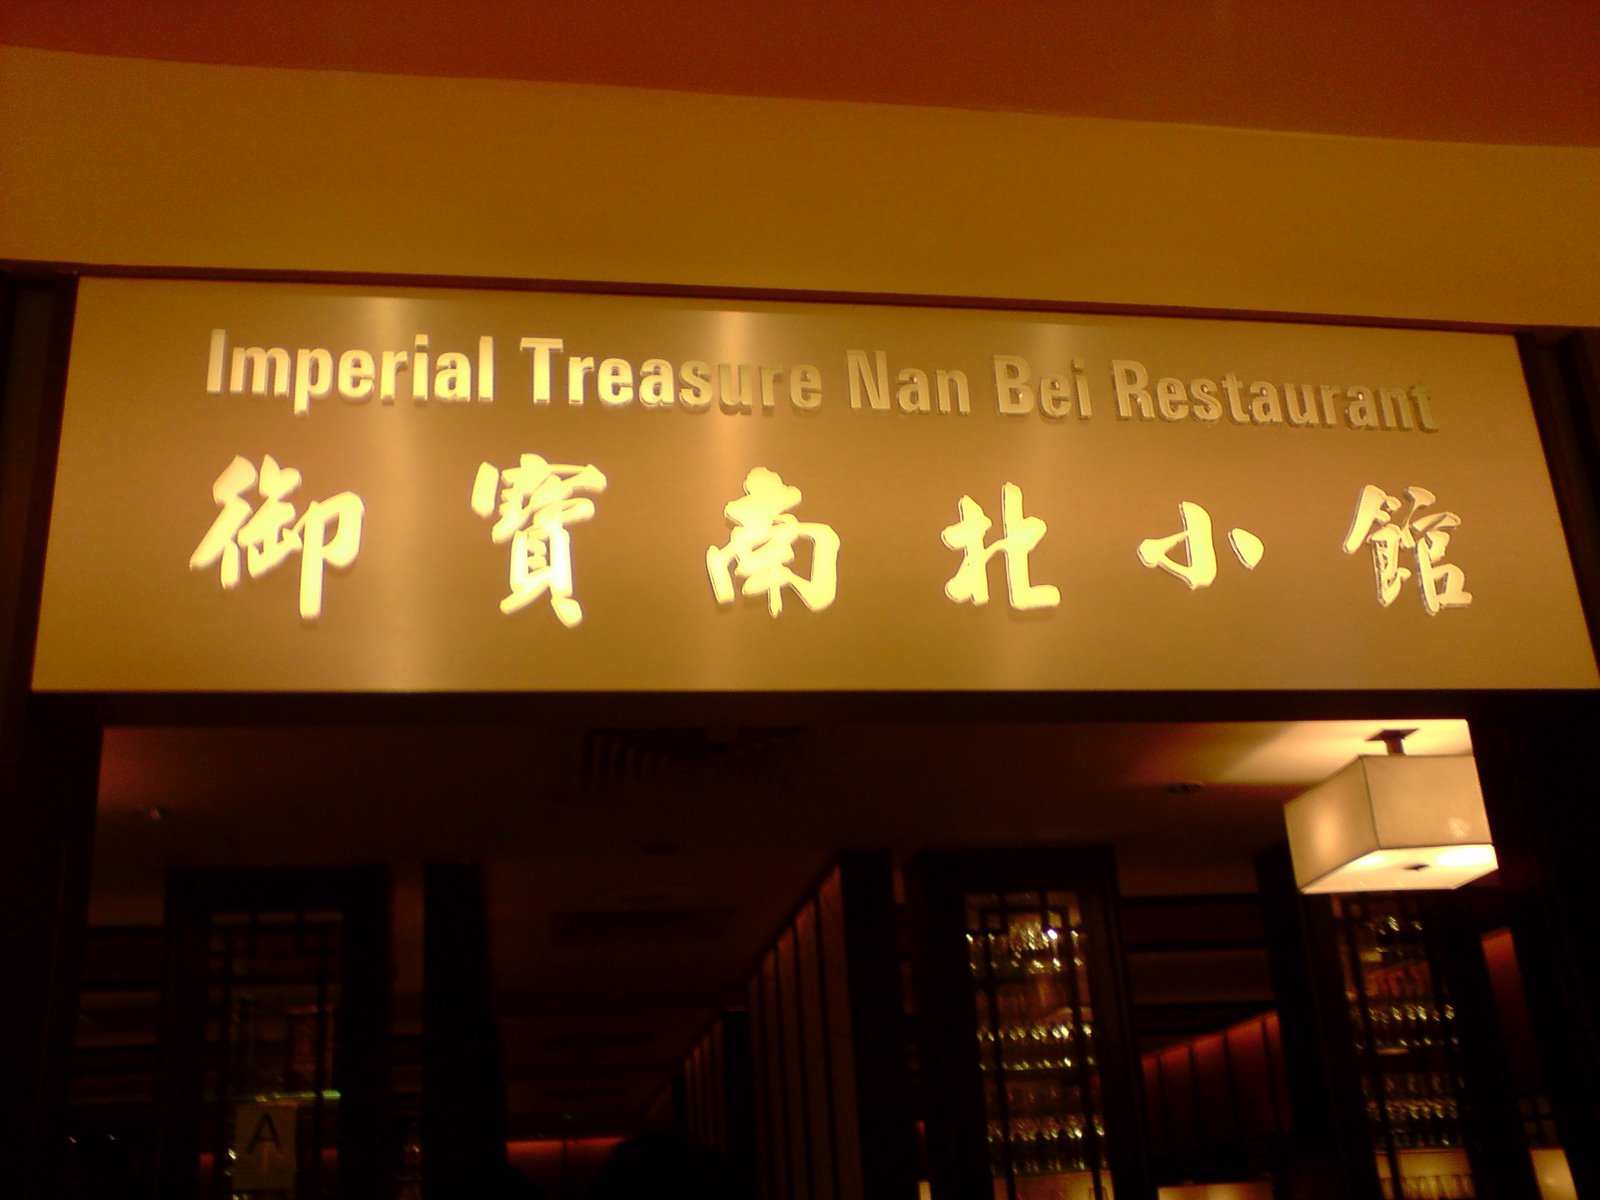 Imperial Treasure Nan Bei Restaurant
御寶南北小館
A